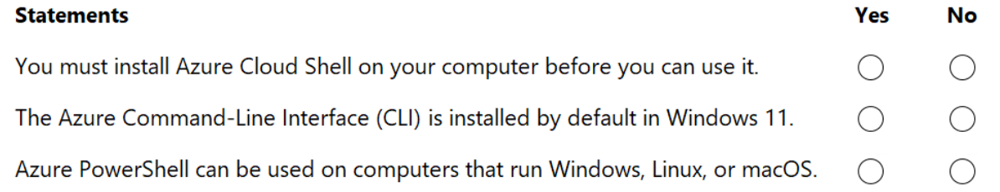 Statements Yes No
You must install Azure Cloud Shell on your computer before you can use it.
The Azure Command-Line Interface (CLI) is installed by default in Windows 11.
Azure PowerShell can be used on computers that run Windows, Linux, or macOS.